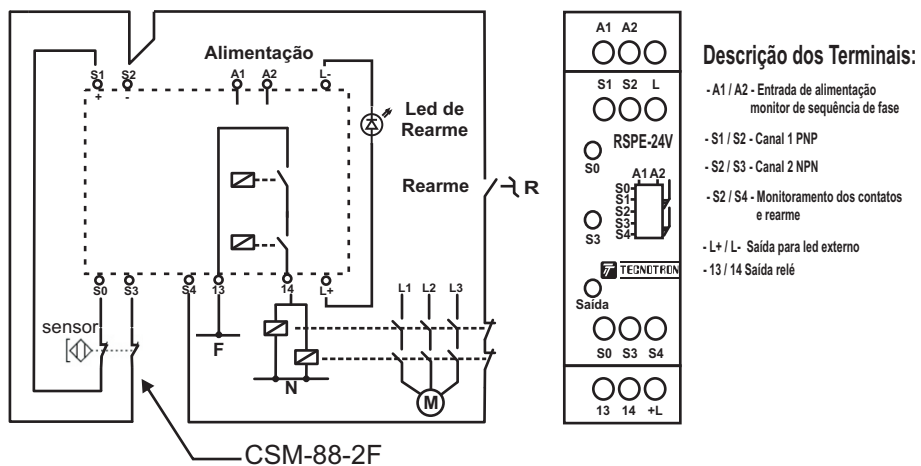 Alimentação
S1 S2 A1 A2 L-
+ -
Led de
Rearme
Rearme R
S0 S3 S4 13 14 L+
sensor
F
N
L1 L2 L3
M
CSM-88-2F
A1 A2
S1 S2 L
RSPE-24V
S0
A1 A2
S0
S1
S2
S3
S4
S3
TECNOTRON
Saída
S0 S3 S4
13 14 +L
Descrição dos Terminais:
- A1 / A2 - Entrada de alimentação
monitor de sequência de fase
- S1 / S2 - Canal 1 PNP
- S2 / S3 - Canal 2 NPN
- S2 / S4 - Monitoramento dos contatos
e rearme
- L+ / L- Saída para led externo
- 13 / 14 Saída relé